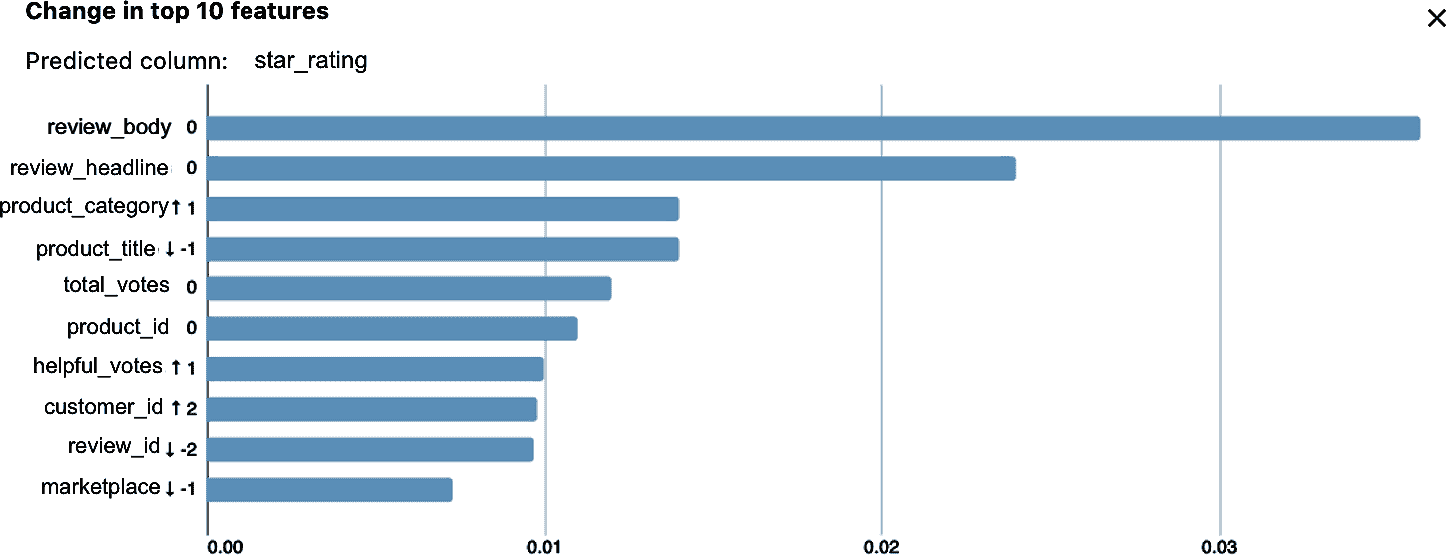 Change in top 10 features
×
Predicted column: star_rating
review_body 0
review_headline 0
product_category ↑ 1
product_title ↓ -1
total_votes 0
product_id 0
helpful_votes ↑ 1
customer_id ↑ 2
review_id ↓ -2
marketplace ↓ -1
0.00 0.01 0.02 0.03